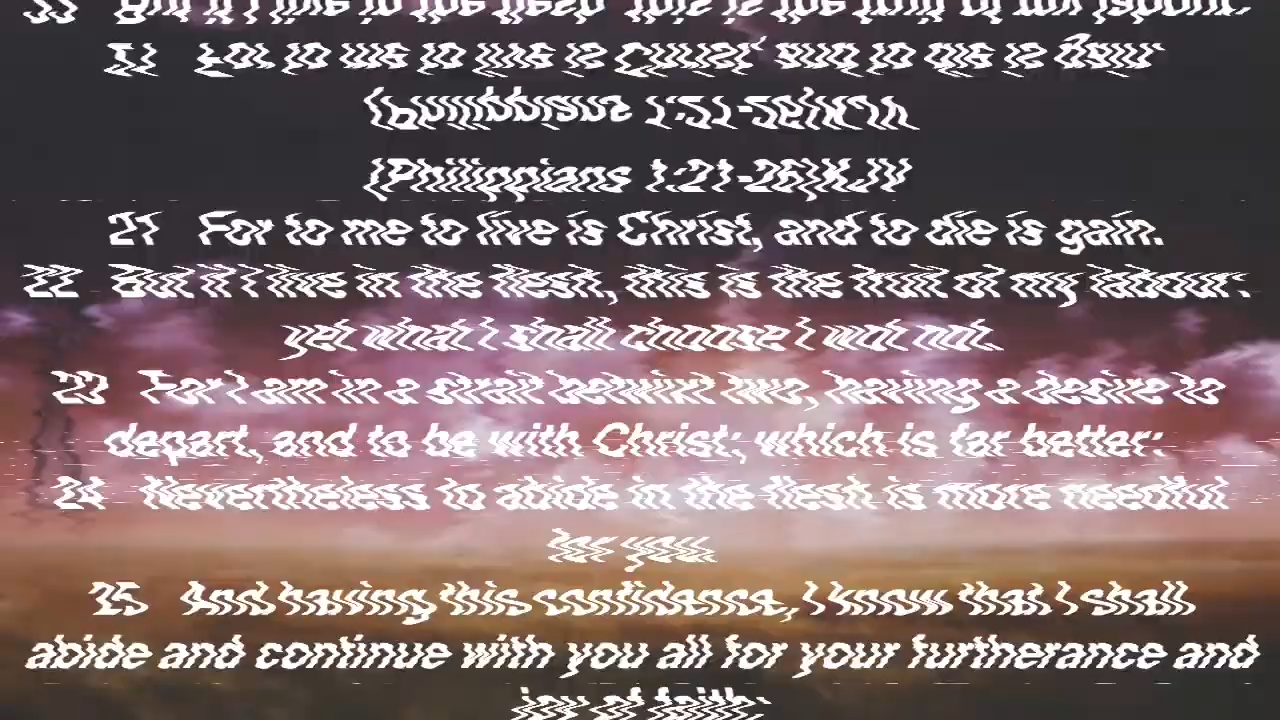 (Philippians 1:21-26)KJV
21 For to me to live is Christ, and to die is gain.
22 But if I live in the flesh, this is the fruit of my labour:
yet what I shall choose I wot not.
23 For I am in a strait betwixt two, having a desire to
depart, and to be with Christ; which is far better:
24 Nevertheless to abide in the flesh is more needful
for you.
25 And having this confidence, I know that I shall
abide and continue with you all for your furtherance and
joy of faith;